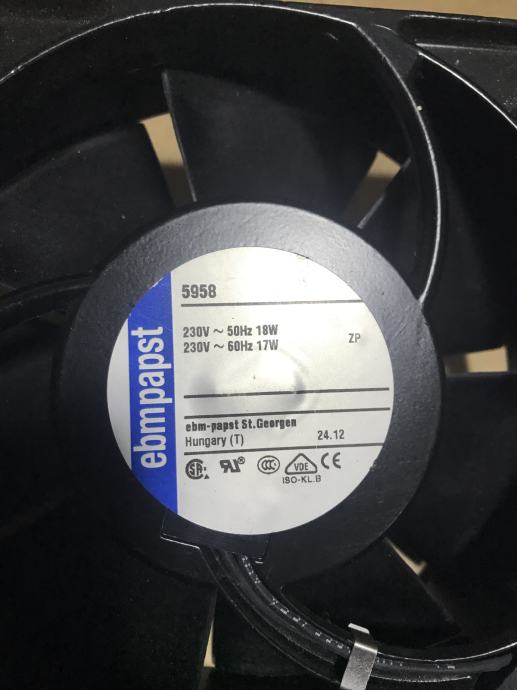 ebmpapst
5958
230V ~ 50Hz 18W
230V ~ 60Hz 17W
ZP
ebm-papst St.Georgen
Hungary (T)
24.12
CCC
VDE
CE
ISO-KL.B